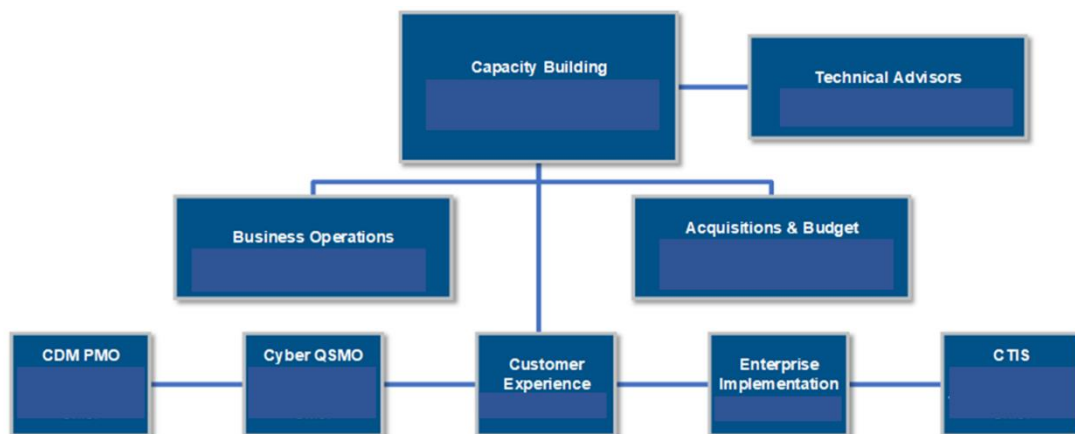 Capacity Building
Technical Advisors
Business Operations
Acquisitions & Budget
CDM PMO
Cyber QSMO
Customer
Experience
Enterprise
Implementation
CTIS